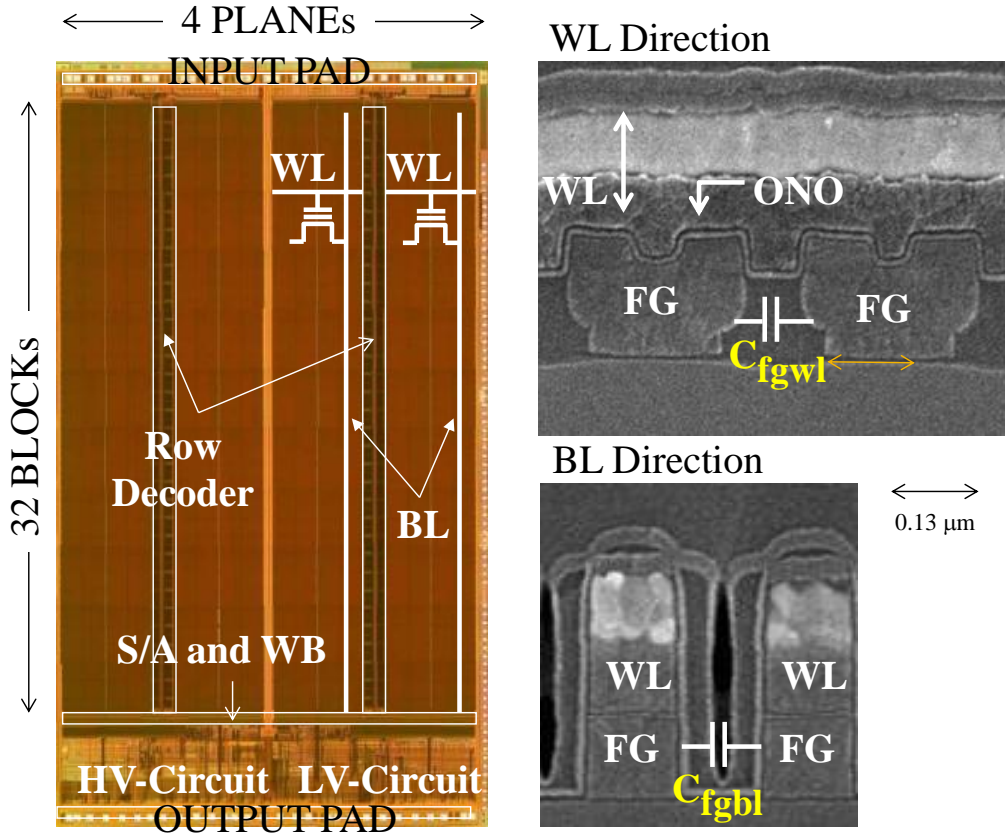 4 PLANEs
INPUT PAD
32 BLOCKs
WL
WL
Row
Decoder
BL
S/A and WB
HV-Circuit
LV-Circuit
OUTPUT PAD
WL Direction
WL
ONO
FG
FG
Cfgwl
BL Direction
0.13 μm
WL
WL
FG
FG
Cfgbl